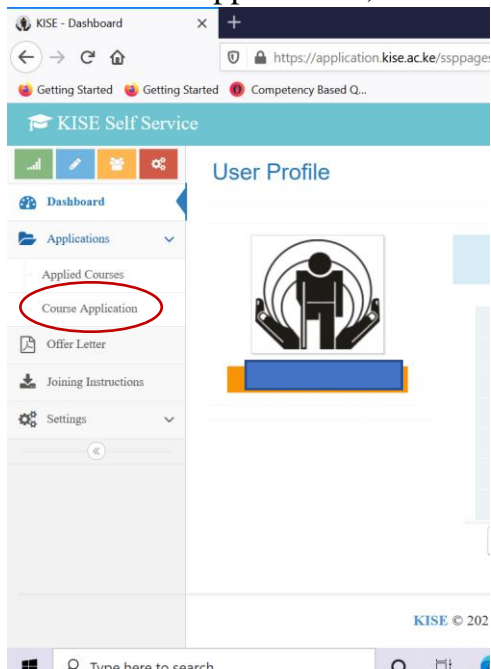 KISE - Dashboard
https://application.kise.ac.ke/ssppages
Getting Started Getting Started Competency Based Q...
KISE Self Service
User Profile
Dashboard
Applications
Applied Courses
Course Application
Offer Letter
Joining Instructions
Settings
KISE © 202
Type here to search